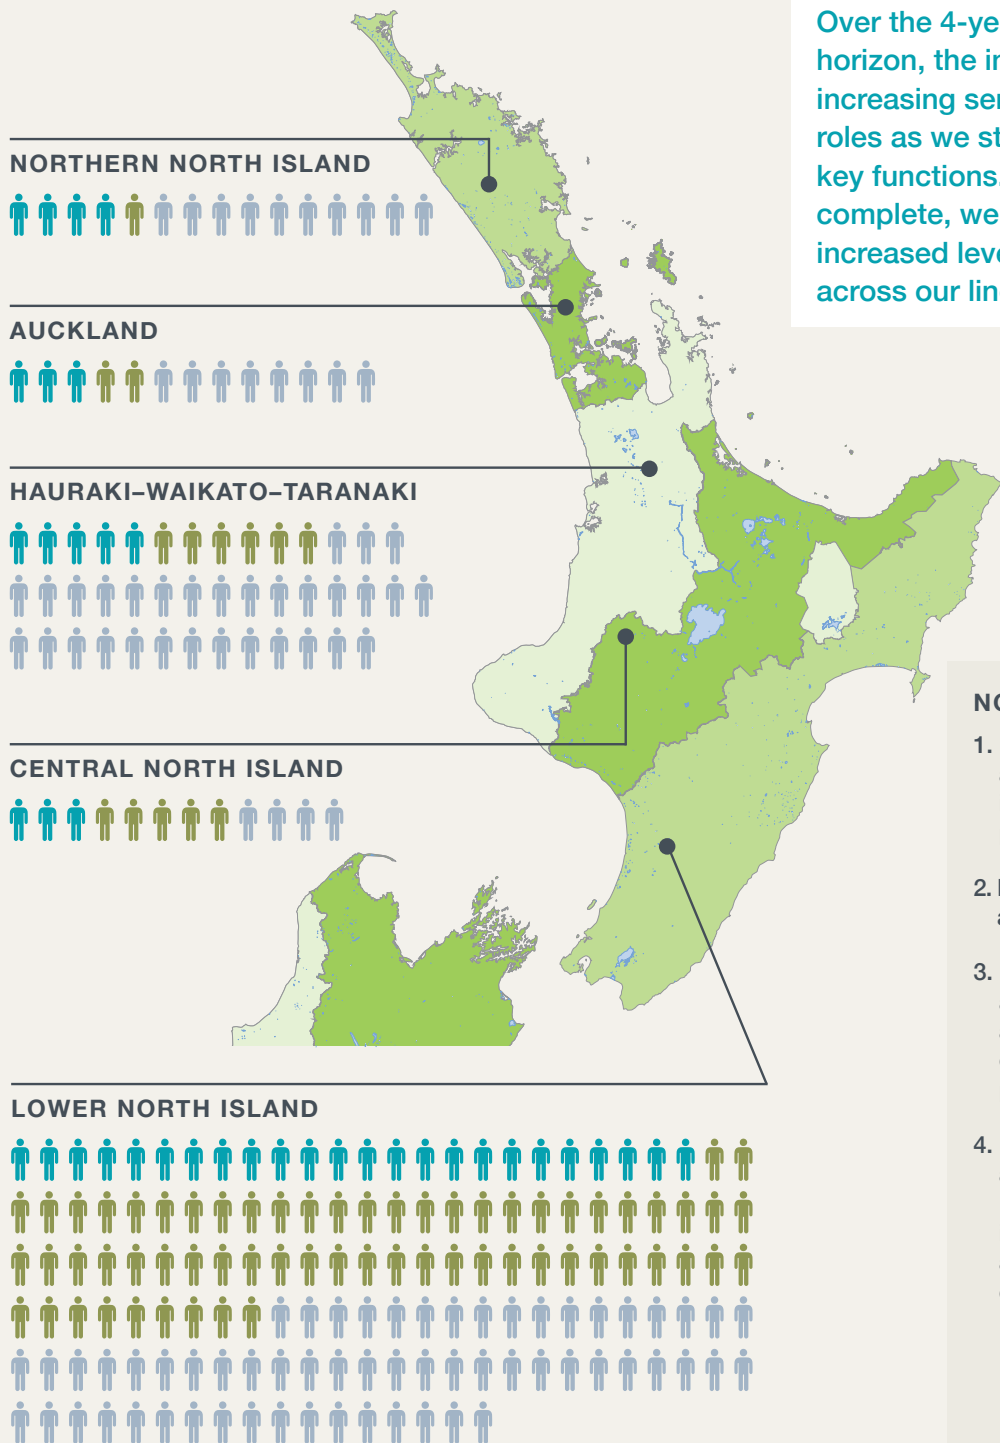 Over the 4-ye
horizon, the i
increasing ser
roles as we st
key functions
complete, we
increased leve
across our lin
NORTHERN NORTH ISLAND
AUCKLAND
HAURAKI–WAIKATO–TARANAKI
CENTRAL NORTH ISLAND
LOWER NORTH ISLAND
NO
1.
2.
a
3.
4.